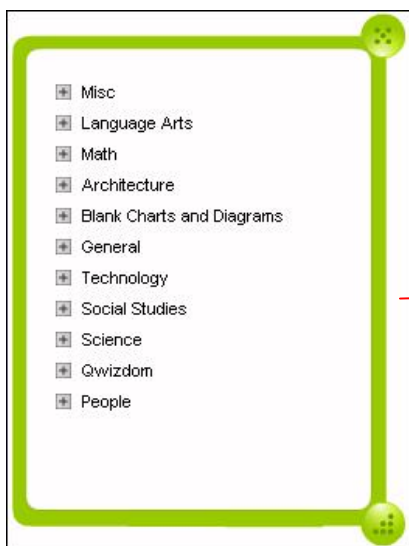 Misc
Language Arts
Math
Architecture
Blank Charts and Diagrams
General
Technology
Social Studies
Science
Qwizdom
People